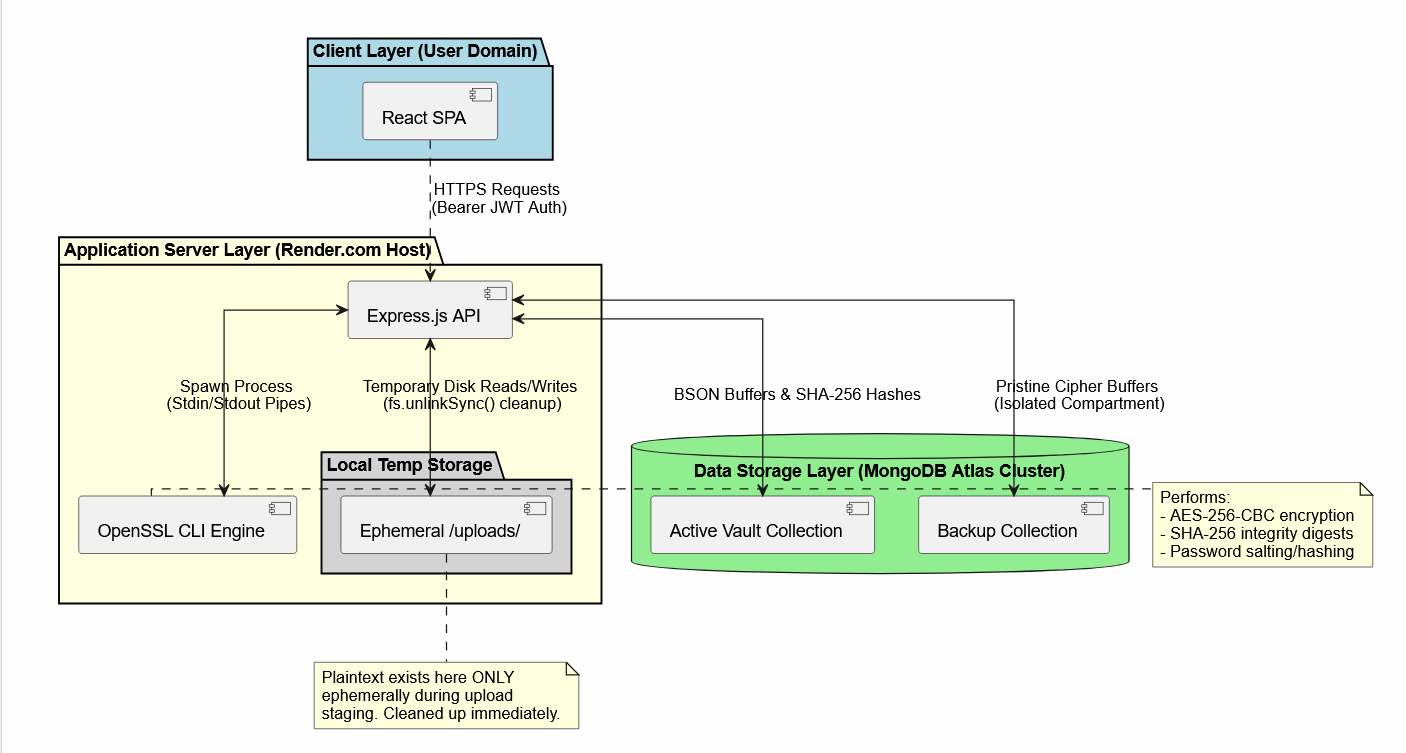 Client Layer (User Domain)
React SPA
HTTPS Requests
(Bearer JWT Auth)
Application Server Layer (Render.com Host)
Express.js API
Spawn Process
(Stdin/Stdout Pipes)
Temporary Disk Reads/Writes
(fs.unlinkSync() cleanup)
BSON Buffers & SHA-256 Hashes
Pristine Cipher Buffers
(Isolated Compartment)
Local Temp Storage
Data Storage Layer (MongoDB Atlas Cluster)
OpenSSL CLI Engine
Ephemeral /uploads/
Active Vault Collection
Backup Collection
Performs:
- AES-256-CBC encryption
- SHA-256 integrity digests
- Password salting/hashing
Plaintext exists here ONLY
ephemerally during upload
staging. Cleaned up immediately.